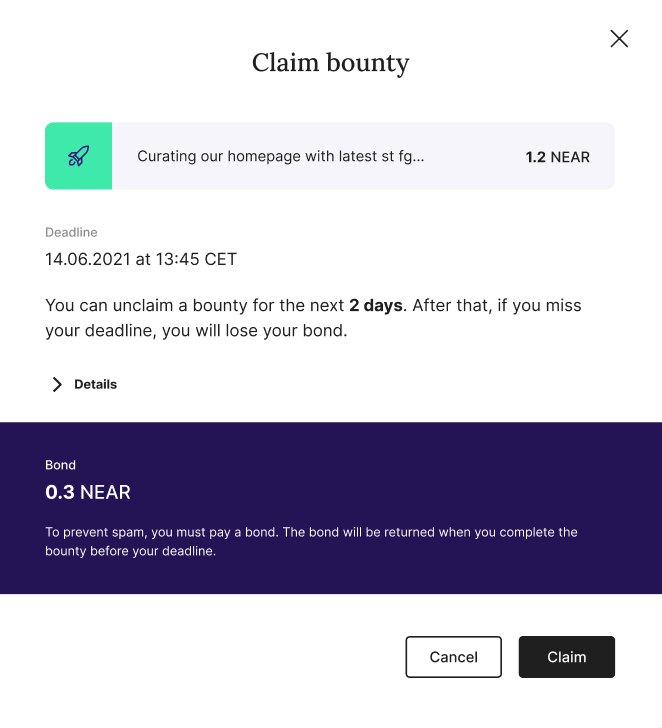 Claim bounty
Curating our homepage with latest st fg...
1.2 NEAR
Deadline
14.06.2021 at 13:45 CET
You can unclaim a bounty for the next 2 days. After that, if you miss
your deadline, you will lose your bond.
Details
Bond
0.3 NEAR
To prevent spam, you must pay a bond. The bond will be returned when you complete the
bounty before your deadline.
Cancel
Claim